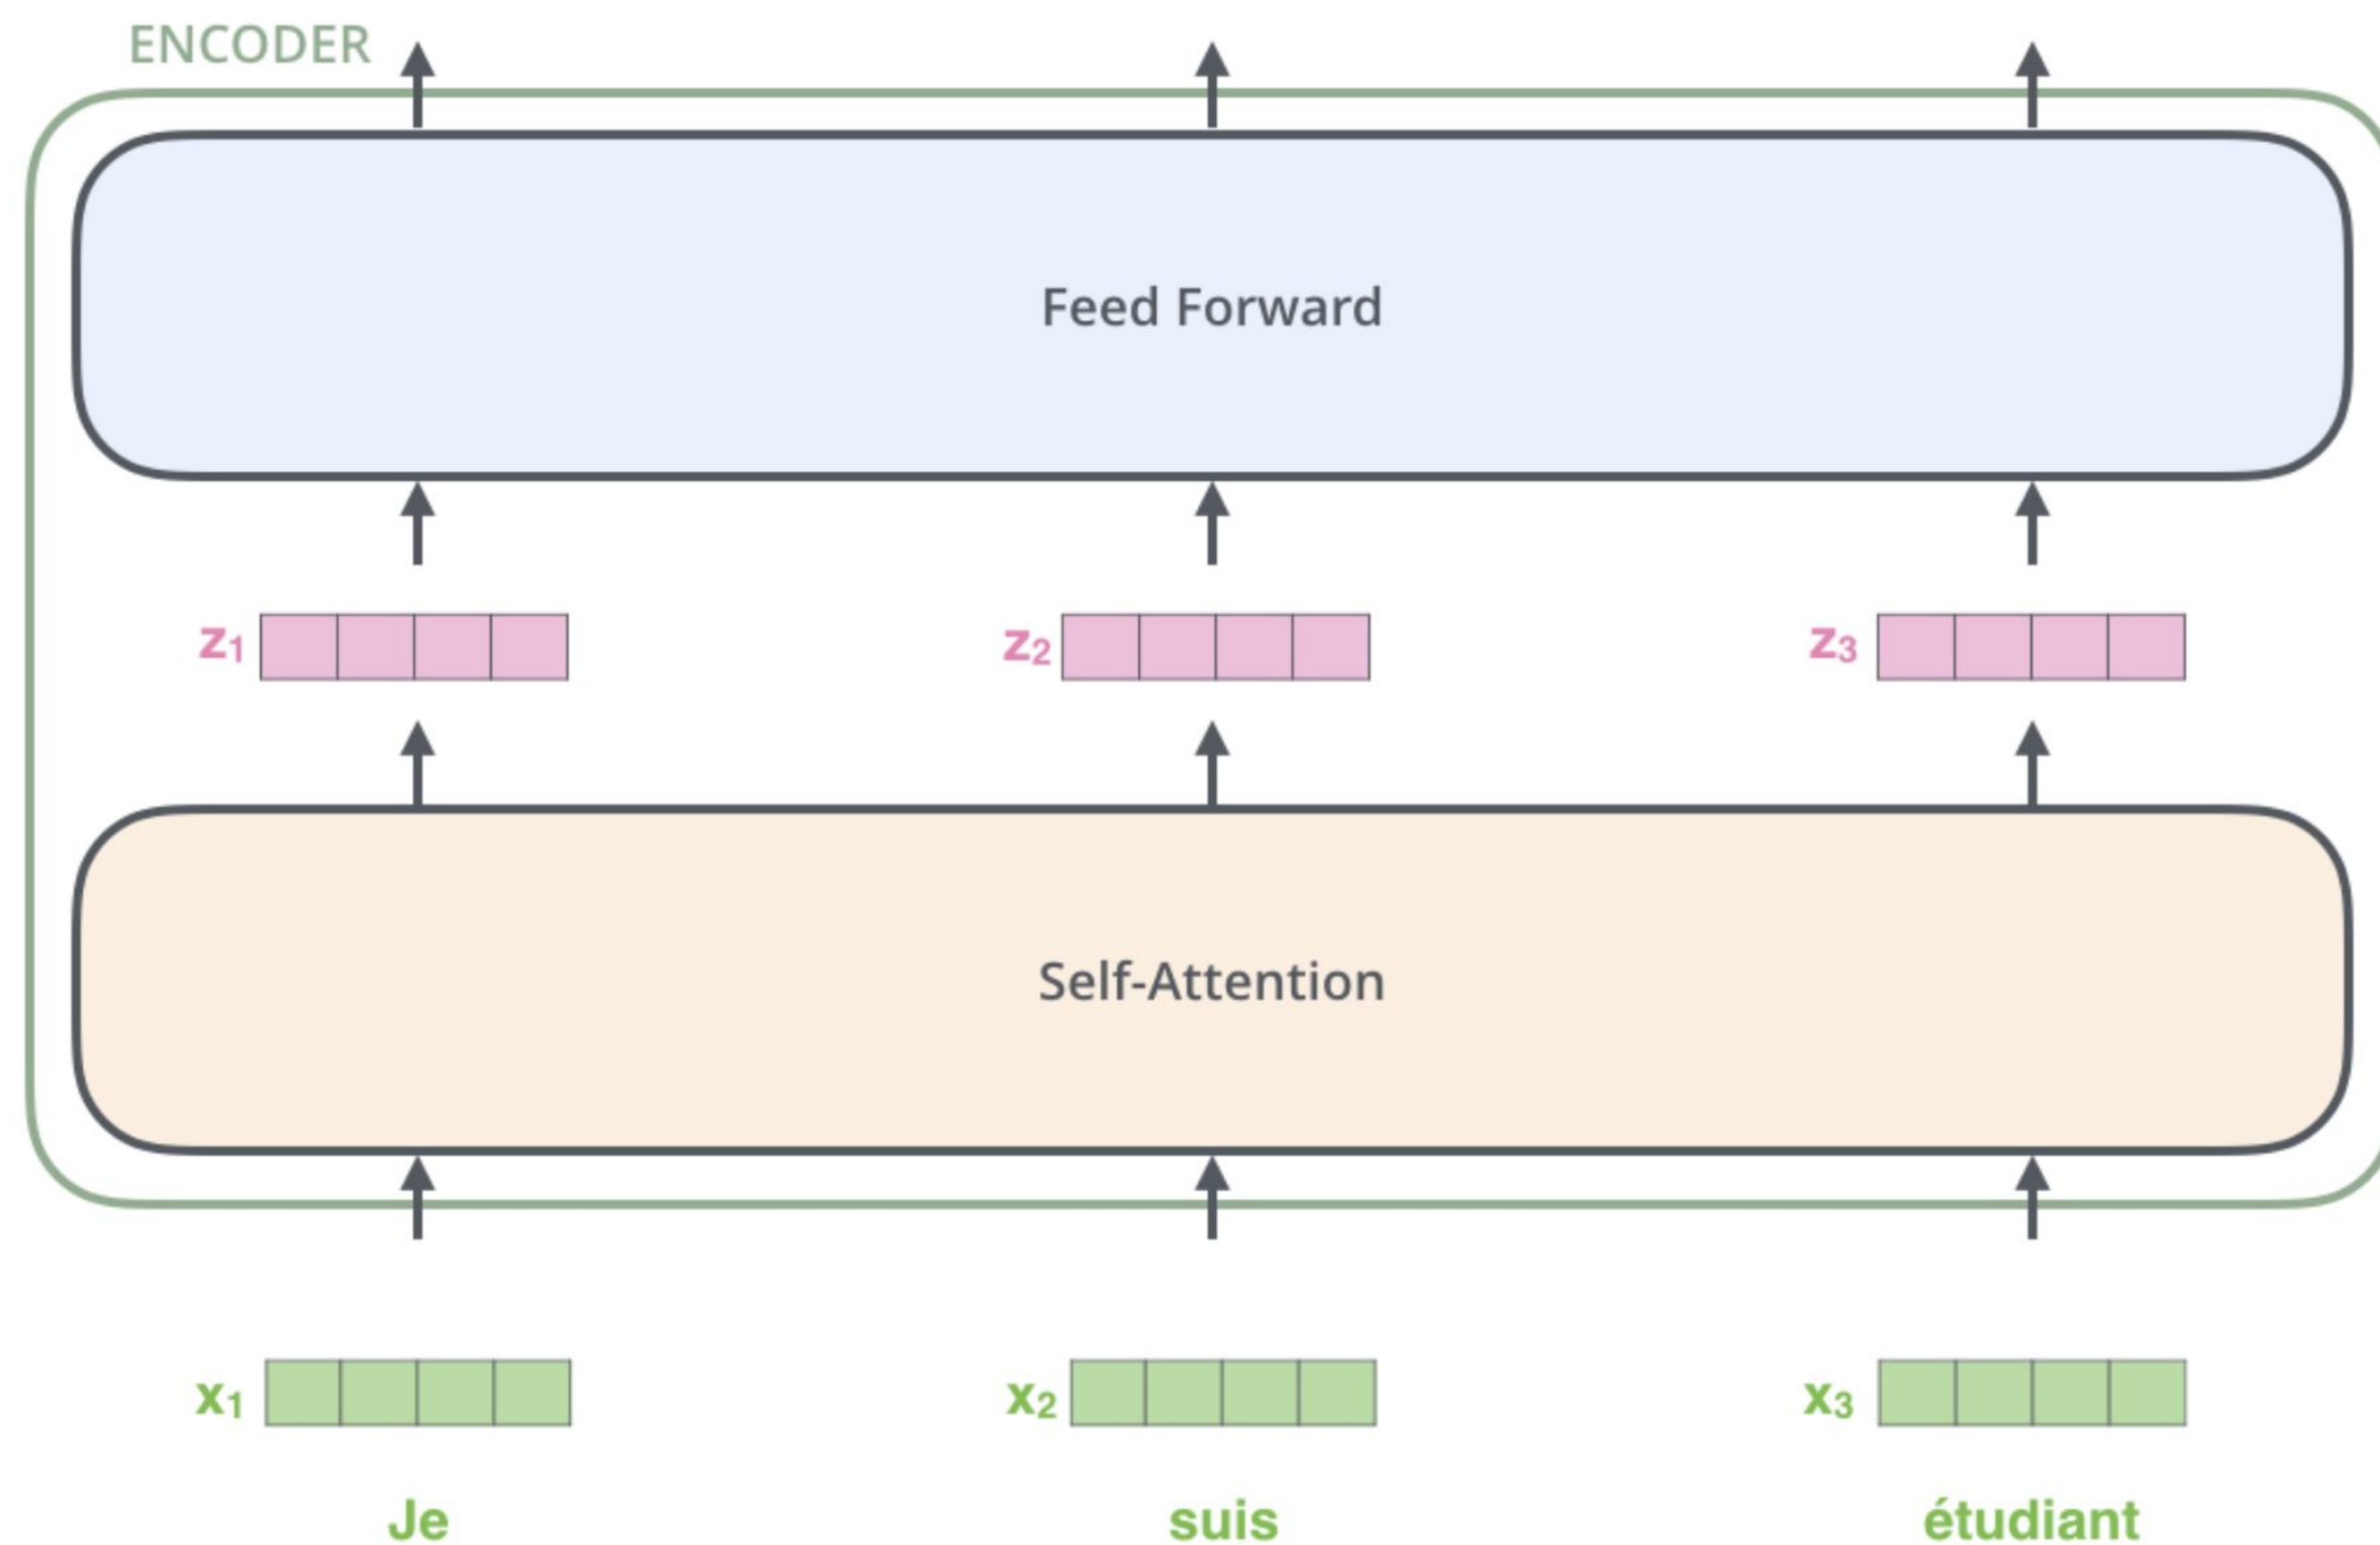 ENCODER
Feed Forward
z1 z2 z3
Self-Attention
x1 x2 x3
Je suis étudiant